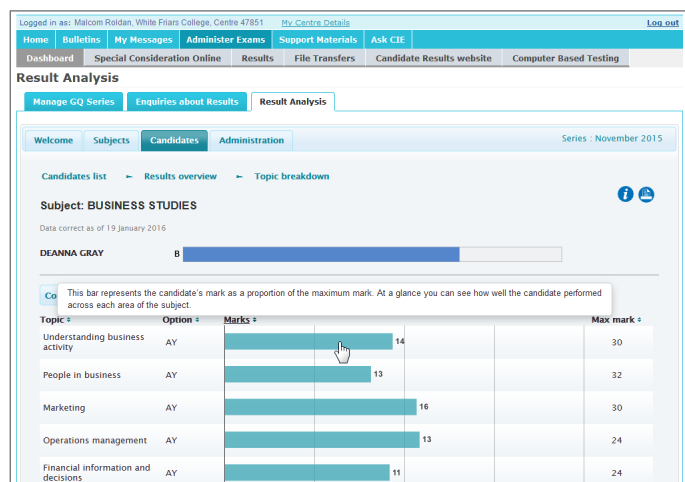 Logged in as: Malcom Roldan, White Friars College, Centre 47851 My Centre Details Log out
Home Bulletins My Messages Administer Exams Support Materials Ask CIE
Dashboard Special Consideration Online Results File Transfers Candidate Results website Computer Based Testing
Result Analysis
Manage GQ Series Enquiries about Results Result Analysis
Welcome Subjects Candidates Administration Series : November 2015
Candidates list Results overview Topic breakdown
Subject: BUSINESS STUDIES
Data correct as of 19 January 2016
DEANNA GRAY B
Co
This bar represents the candidate's mark as a proportion of the maximum mark. At a glance you can see how well the candidate performed
across each area of the subject.
Topic Option Marks Max mark
Understanding business
activity AY 14 30
People in business AY 13 32
Marketing AY 16 30
Operations management AY 13 24
Financial information and
decisions AY 11 24